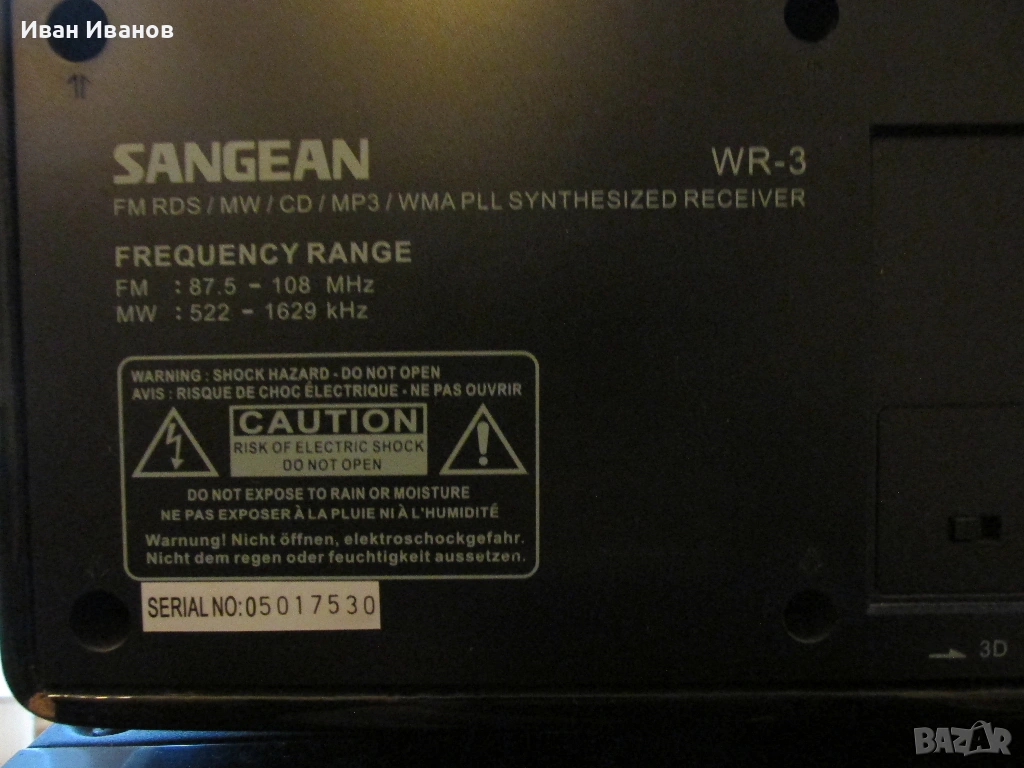 Иван Иванов
SANGEAN
WR-3
FM RDS / MW / CD / MP3 / WMA PLL SYNTHESIZED RECEIVER
FREQUENCY RANGE
FM : 87.5 – 108 MHz
MW : 522 – 1629 kHz
WARNING : SHOCK HAZARD - DO NOT OPEN
AVIS : RISQUE DE CHOC ÉLECTRIQUE - NE PAS OUVRIR
CAUTION
RISK OF ELECTRIC SHOCK
DO NOT OPEN
DO NOT EXPOSE TO RAIN OR MOISTURE
NE PAS EXPOSER À LA PLUIE NI À L'HUMIDITÉ
Warnung! Nicht öffnen, elektroschockgefahr.
Nicht dem regen oder feuchtigkeit aussetzen.
SERIAL NO: 05017530
3D
BAZAR